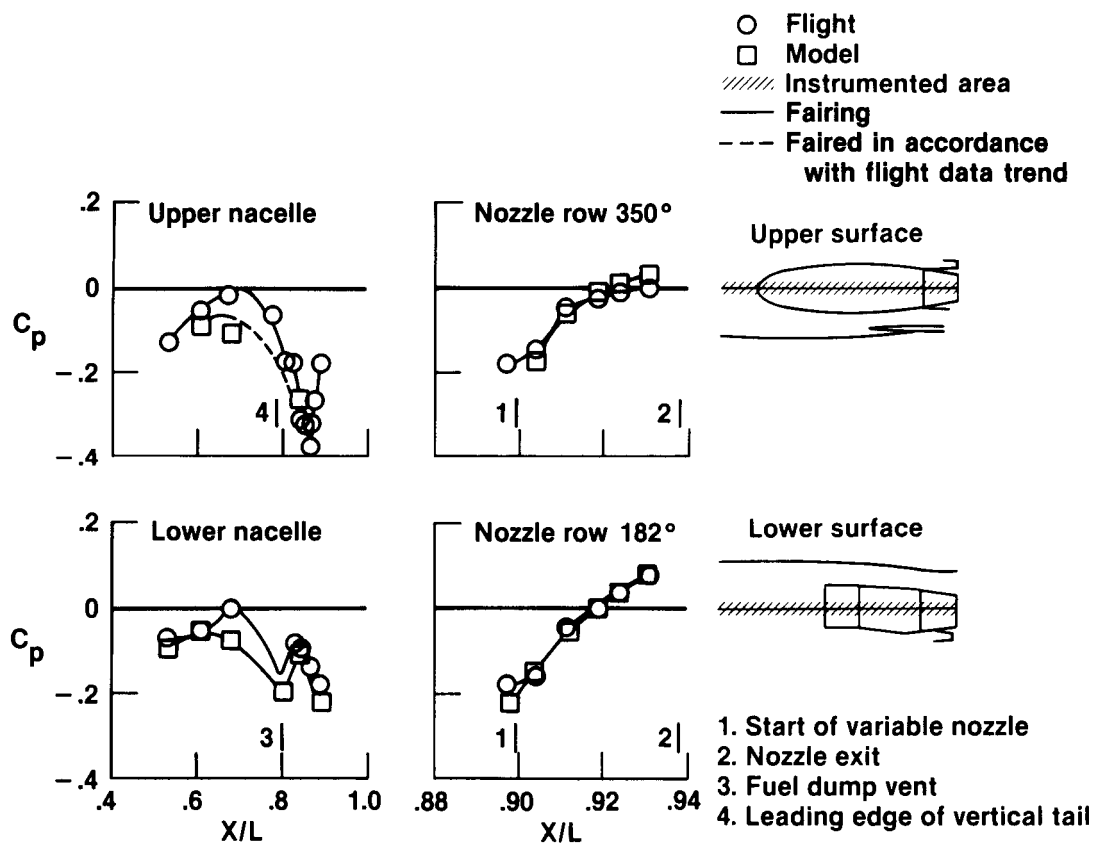 Flight
Model
Instrumented area
Fairing
Faired in accordance
with flight data trend
.2
0
-.2
-.4
Cp
Upper nacelle
4
Nozzle row 350°
1
2
Upper surface
.2
0
-.2
-.4
Cp
Lower nacelle
3
.4
.6
.8
1.0
X/L
Nozzle row 182°
1
2
.88
.90
.92
.94
X/L
Lower surface
1. Start of variable nozzle
2. Nozzle exit
3. Fuel dump vent
4. Leading edge of vertical tail